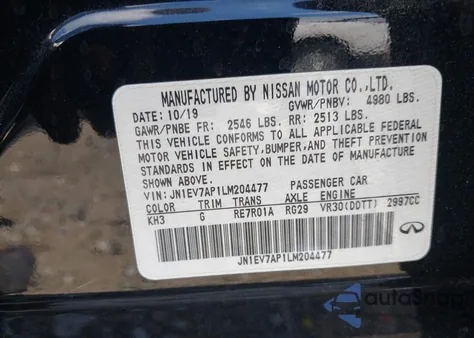 MANUFACTURED BY NISSAN MOTOR CO.,LTD.
DATE: 10/19 GVWR/PNBV: 4980 LBS.
GAWR/PNBE FR: 2546 LBS. RR: 2513 LBS.
THIS VEHICLE CONFORMS TO ALL APPLICABLE FEDERAL
MOTOR VEHICLE SAFETY,BUMPER,AND THEFT PREVENTION
STANDARDS IN EFFECT ON THE DATE OF MANUFACTURE
SHOWN ABOVE.
VIN:JN1EV7AP1LM204477 PASSENGER CAR
COLOR TRIM TRANS AXLE ENGINE
KH3 G RE7R01A RG29 VR30(DDTT) 2997CC
JN1EV7AP1LM204477
INFINITI
autoSnap